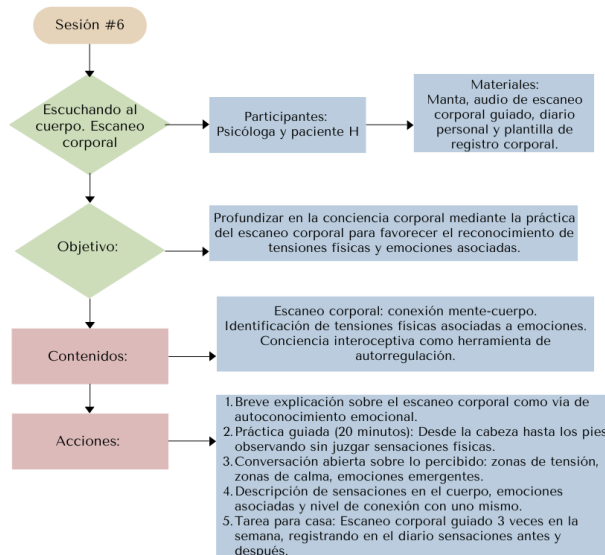 Sesión #6
Escuchando al
cuerpo. Escaneo
corporal
Participantes:
Psicóloga y paciente H
Materiales:
Manta, audio de escaneo
corporal guiado, diario
personal y plantilla de
registro corporal.
Objetivo:
Profundizar en la conciencia corporal mediante la práctica
del escaneo corporal para favorecer el reconocimiento de
tensiones físicas y emociones asociadas.
Contenidos:
Escaneo corporal: conexión mente-cuerpo.
Identificación de tensiones físicas asociadas a emociones.
Conciencia interoceptiva como herramienta de
autorregulación.
Acciones:
1. Breve explicación sobre el escaneo corporal como vía de
autoconocimiento emocional.
2. Práctica guiada (20 minutos): Desde la cabeza hasta los pies
observando sin juzgar sensaciones físicas.
3. Conversación abierta sobre lo percibido: zonas de tensión,
zonas de calma, emociones emergentes.
4. Descripción de sensaciones en el cuerpo, emociones
asociadas y nivel de conexión con uno mismo.
5. Tarea para casa: Escaneo corporal guiado 3 veces en la
semana, registrando en el diario sensaciones antes y
después.